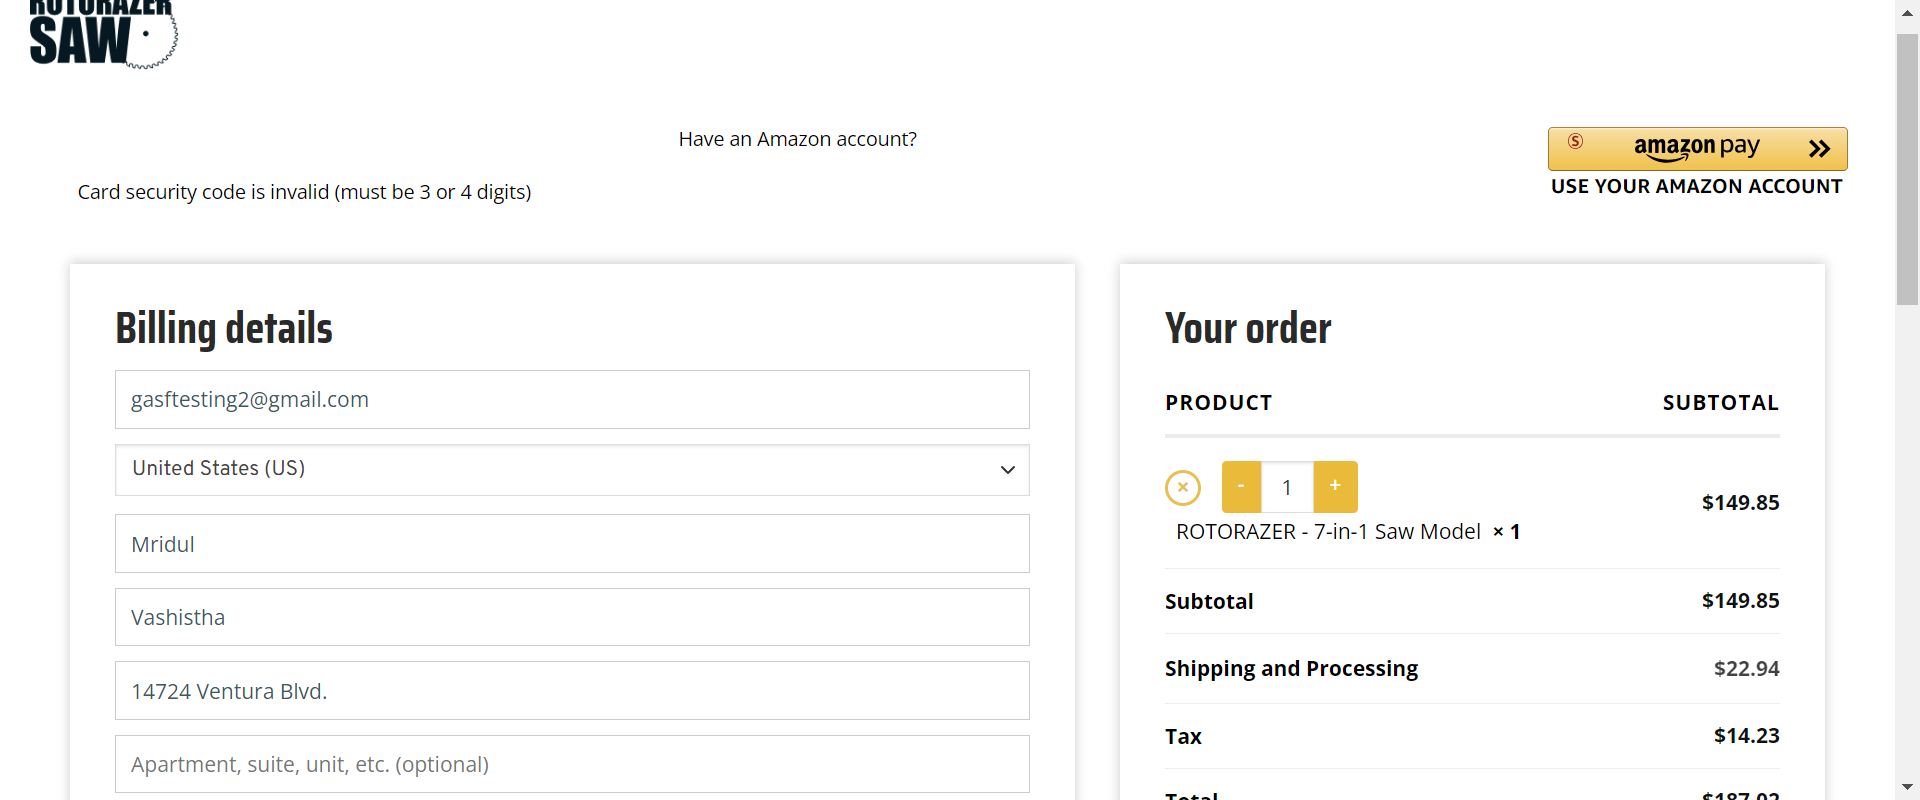 ROTORAZER
SAW
Have an Amazon account?
S
amazon pay
USE YOUR AMAZON ACCOUNT
Card security code is invalid (must be 3 or 4 digits)
Billing details
gasftesting2@gmail.com
United States (US)
Mridul
Vashistha
14724 Ventura Blvd.
Apartment, suite, unit, etc. (optional)
Your order
PRODUCT SUBTOTAL
× - 1 +
$149.85
ROTORAZER - 7-in-1 Saw Model × 1
Subtotal $149.85
Shipping and Processing $22.94
Tax $14.23
Total $187.02